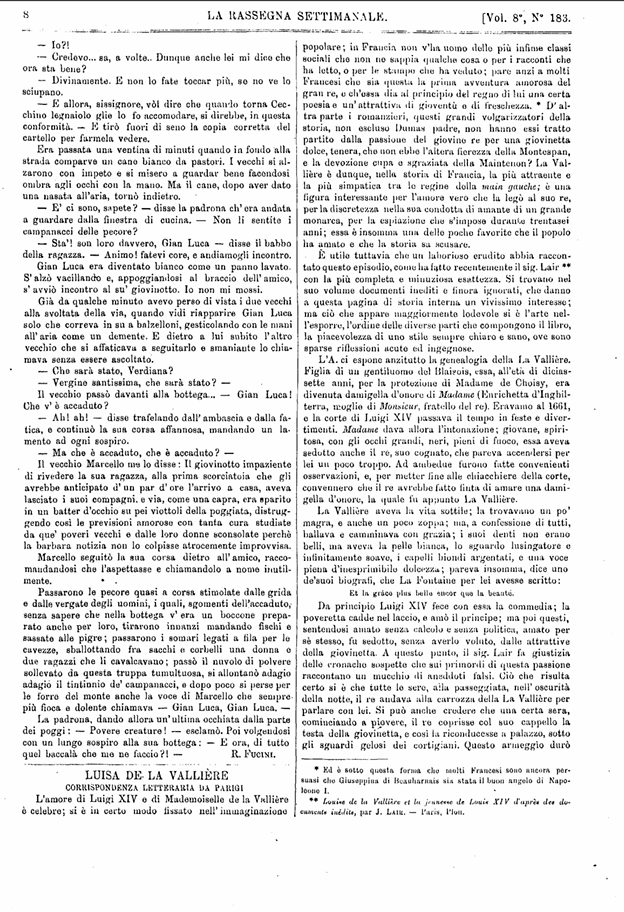 8
LA RASSEGNA SETTIMANALE.
[Vol. 8°, N° 183.
— Io?!
— Credevo... sa, a volte.. Dunque anche lei mi dice che
ora sta bene?
— Divinamente. E non lo fate toccar più, se no ve lo
sciupano.
— E allora, sissignore, vòl dire che quando torna Cec-
chino legnaiolo glie lo fo accomodare, si direbbe, in questa
conformità. — E tirò fuori di seno la copia corretta del
cartello per farmela vedere.
Era passata una ventina di minuti quando in fondo alla
strada comparve un cane bianco da pastori. I vecchi si al-
zarono con impeto e si misero a guardar bene facendosi
ombra agli occhi con la mano. Ma il cane, dopo aver dato
una nasata all'aria, tornò indietro.
— E' ci sono, sapete? — disse la padrona ch'era andata
a guardare dalla finestra di cucina. — Non li sentite i
campanacci delle pecore?
— Sta'! son loro davvero, Gian Luca — disse il babbo
della ragazza. — Animo! fatevi core, e andiamogli incontro.
Gian Luca era diventato bianco come un panno lavato.
S'alzò vacillando e, appoggiandosi al braccio dell'amico,
s'avviò incontro al su' giovinotto. Io non mi mossi.
Già da qualche minuto avevo perso di vista i due vecchi
alla svoltata della via, quando vidi riapparire Gian Luca
solo che correva in su a balzelloni, gesticolando con le mani
all'aria come un demente. E dietro a lui subito l'altro
vecchio che si affaticava a seguitarlo e smaniante lo chia-
mava senza essere ascoltato.
— Che sarà stato, Verdiana?
— Vergine santissima, che sarà stato? —
Il vecchio passò davanti alla bottega... — Gian Luca!
Che v'è accaduto?
— Ah! ah! — disse trafelando dall'ambascia e dalla fa-
tica, e continuò la sua corsa affannosa, mandando un la-
mento ad ogni sospiro.
— Ma che è accaduto, che è accaduto? —
Il vecchio Marcello me lo disse: Il giovinotto impaziente
di rivedere la sua ragazza, alla prima scorcintoia che gli
avrebbe anticipato d'un par d'ore l'arrivo a casa, aveva
lasciato i suoi compagni, e via, come una capra, era sparito
in un batter d'occhio su pei viottoli della poggiata, distrug-
gendo così le previsioni amorose con tanta cura studiate
da que' poveri vecchi e dalle donne sconsolate perchè
la barbara notizia non lo colpisse atrocemente improvvisa.
Marcello seguitò la sua corsa dietro all'amico, racco-
mandandosi che l'aspettasse e chiamandolo a nome inutil-
mente.
Passarono le pecore quasi a corsa stimolate dalle grida
e dalle vergate degli uomini, i quali, sgomenti dell'accaduto,
senza sapere che nella bottega v'era un boccone prepa-
rato anche per loro, tirarono innanzi mandando fischi e
sassate alle pigre; passarono i somari legati a fila per le
cavezze, sballottando fra sacchi e corbelli una donna e
due ragazzi che li cavalcavano; passò il nuvolo di polvere
sollevato da questa truppa tumultuosa, si allontanò adagio
adagio il tintinnìo de' campanacci, e dopo poco si perse per
le forre del monte anche la voce di Marcello che sempre
più fioca e dolente chiamava — Gian Luca, Gian Luca. —
La padrona, dando allora un'ultima occhiata dalla parte
dei poggi: — Povere creature! — esclamò. Poi volgendosi
con un lungo sospiro alla sua bottega: — E ora, di tutto
quel baccalà che me ne faccio?! —
R. FUCINI.
LUISA DE LA VALLIÈRE
CORRISPONDENZA LETTERARIA DA PARIGI
L'amore di Luigi XIV e di Mademoiselle de la Vallière
è celebre; si è in certo modo fissato nell'immaginazione
popolare; in Francia non v'ha uomo delle più infime classi
sociali che non ne sappia qualche cosa o per i racconti che
ha letto, o per le stampe che ha veduto; pare anzi a molti
Francesi che sia questa la prima avventura amorosa del
gran re, e ch'essa dia al principio del regno di lui una certa
poesia e un'attrattiva di gioventù e di freschezza. * D'al-
tra parte i romanzieri, questi grandi volgarizzatori della
storia, non escluso Dumas padre, non hanno essi tratto
partito dalla passione del giovine re per una giovinetta
dolce, tenera, che non ebbe l'altera fierezza della Montespan,
e la devozione cupa e sgraziata della Maintenon? La Val-
lière è dunque, nella storia di Francia, la più attraente e
la più simpatica tra le regine della main gauche; è una
figura interessante per l'amore vero che la legò al suo re,
per la discretezza nella sua condotta di amante di un grande
monarca, per la espiazione che s'impose durante trentasei
anni; essa è insomma una delle poche favorite che il popolo
ha amato e che la storia sa scusare.
È utile tuttavia che un laborioso erudito abbia raccon-
tato questo episodio, come ha fatto recentemente il sig. Lair **
con la più completa e minuziosa esattezza. Si trovano nel
suo volume documenti inediti e finora ignorati, che danno
a questa pagina di storia interna un vivissimo interesse;
ma ciò che appare maggiormente lodevole si è l'arte nel-
l'esporre, l'ordine delle diverse parti che compongono il libro,
la piacevolezza di uno stile sempre chiaro e sano, ove sono
sparse riflessioni acute ed ingegnose.
L'A. ci espone anzitutto la genealogia della La Vallière.
Figlia di un gentiluomo del Blaisois, essa, all'età di dicias-
sette anni, per la protezione di Madame de Choisy, era
divenuta damigella d'onore di Madame (Enrichetta d'Inghil-
terra, moglie di Monsieur, fratello del re). Eravamo al 1661,
e la corte di Luigi XIV passava il tempo in feste e diver-
timenti. Madame dava allora l'intonazione; giovane, spiri-
tosa, con gli occhi grandi, neri, pieni di fuoco, essa aveva
sedotto anche il re, suo cognato, che pareva accendersi per
lei un poco troppo. Ad ambedue furono fatte convenienti
osservazioni, e, per metter fine alle chiacchiere della corte,
convennero che il re avrebbe fatto finta di amare una dami-
gella d'onore, la quale fu appunto La Vallière.
La Vallière aveva la vita sottile; la trovavano un po'
magra, e anche un poco zoppa; ma, a confessione di tutti,
ballava e camminava con grazia; i suoi denti non erano
belli, ma aveva la pelle bianca, lo sguardo lusingatore e
infinitamente soave, i capelli biondi argentati, e una voce
piena d'inesprimibile dolcezza; pareva insomma, dice uno
de'suoi biografi, che La Fontaine per lei avesse scritto:
Et la grâce plus belle encor que la beauté.
Da principio Luigi XIV fece con essa la commedia; la
poveretta cadde nel laccio, e amò il principe; ma poi questi,
sentendosi amato senza calcolo e senza politica, amato per
sè stesso, fu sedotto, senza averlo voluto, dalle attrattive
della giovinetta. A questo punto, il sig. Lair fa giustizia
delle cronache sospette che sui primordi di questa passione
raccontano un mucchio di aneddoti falsi. Ciò che risulta
certo si è che tutte le sere, alla passeggiata, nell'oscurità
della notte, il re andava alla carrozza della La Vallière per
parlare con lei. Si può anche credere che una certa sera,
cominciando a piovere, il re coprisse col suo cappello la
testa della giovinetta, e così la riconducesse a palazzo, sotto
gli sguardi gelosi dei cortigiani. Questo armeggio durò
* Ed è sotto questa forma che molti Francesi sono ancora per-
suasi che Giuseppina di Beauharnais sia stata il buon angelo di Napo-
leone I.
** Louise de la Vallière et la jeunesse de Louis XIV d'après des do-
cuments inédits, par J. LAIR. — Paris, Plon.